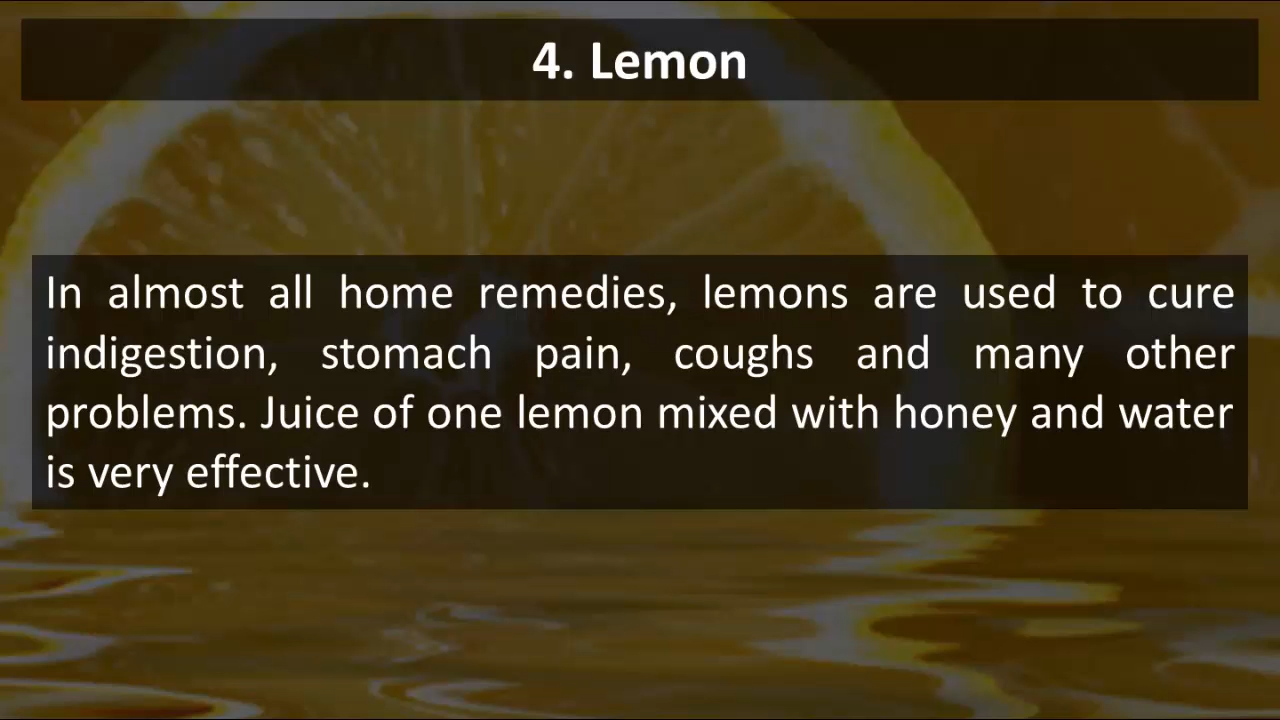 4. Lemon
In almost all home remedies, lemons are used to cure
indigestion, stomach pain, coughs and many other
problems. Juice of one lemon mixed with honey and water
is very effective.